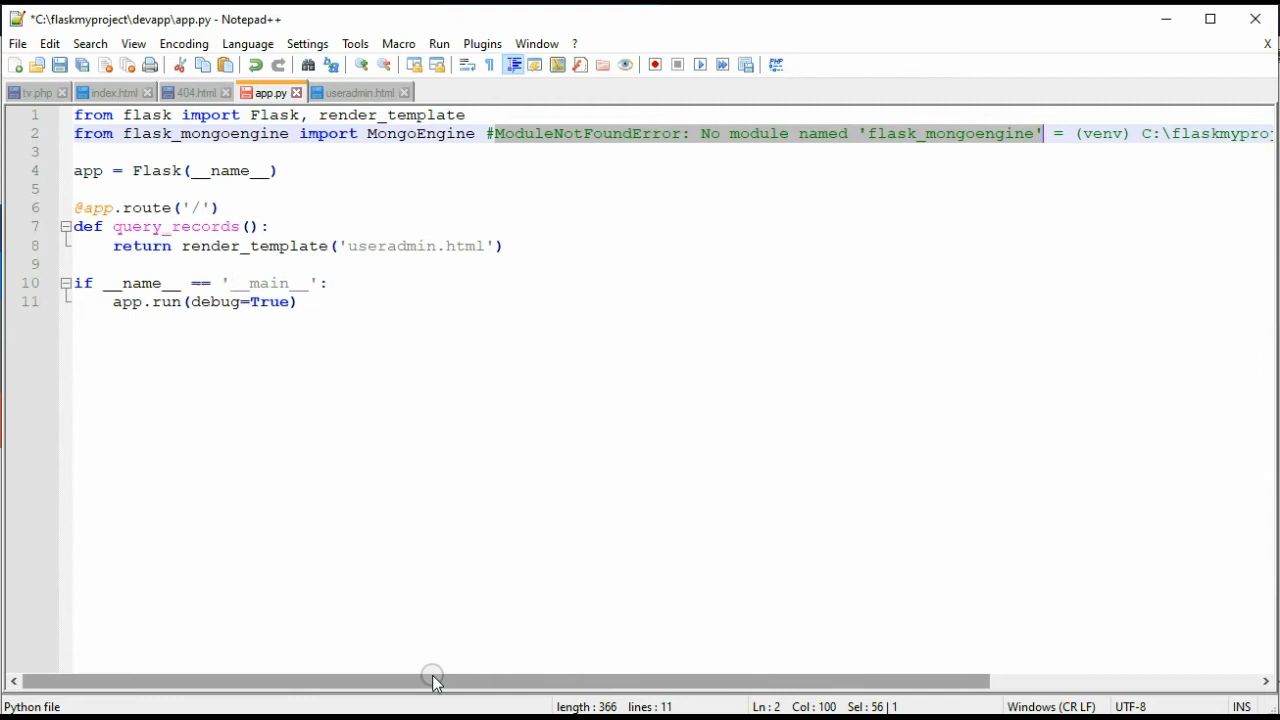 *C:\flaskmyproject\devapp\app.py - Notepad++
File Edit Search View Encoding Language Settings Tools Macro Run Plugins Window ? X
tv.php index.html 404.html app.py useradmin.html
1 from flask import Flask, render_template
2 from flask_mongoengine import MongoEngine #ModuleNotFoundError: No module named 'flask_mongoengine' = (venv) C:\flaskmyproj
3
4 app = Flask(__name__)
5
6 @app.route('/')
7 def query_records():
8 return render_template('useradmin.html')
9
10 if __name__ == '__main__':
11 app.run(debug=True)
Python file length : 366 lines : 11 Ln : 2 Col : 100 Sel : 56 | 1 Windows (CR LF) UTF-8 INS